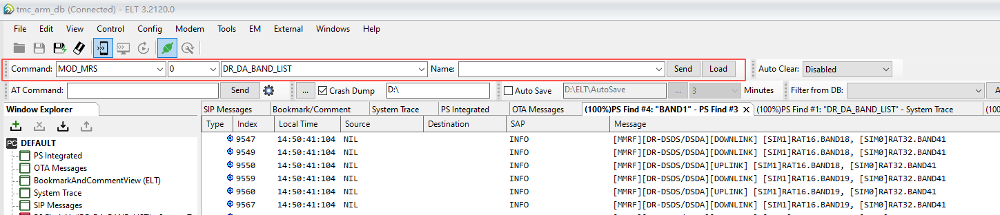 tmc_arm_db (Connected) - ELT 3.2120.0
File Edit View Control Config Modem Tools EM External Windows Help
Command: MOD_MRS 0 DR_DA_BAND_LIST Name: Send Load Auto Clear: Disabled
AT Command: Send ... Crash Dump D:\ Auto Save D:\ELT\AutoSave ... 3 Minutes Filter from DB: A
Window Explorer SIP Messages Bookmark/Comment System Trace PS Integrated OTA Messages (100%)PS Find #4: "BAND1" - PS Find #3 (100%)PS Find #1: "DR_DA_BAND_LIST" - System Trace (100
Type Index Local Time Source Destination SAP Message
PC DEFAULT
PS Integrated
OTA Messages
BookmarkAndCommentView (ELT)
System Trace
SIP Messages
9547 14:50:41:104 NIL INFO [MMRF][DR-DSDS/DSDA][DOWNLINK] [SIM1]RAT16.BAND18, [SIM0]RAT32.BAND41
9549 14:50:41:104 NIL INFO [MMRF][DR-DSDS/DSDA][DOWNLINK] [SIM1]RAT16.BAND18, [SIM0]RAT32.BAND41
9550 14:50:41:104 NIL INFO [MMRF][DR-DSDS/DSDA][UPLINK] [SIM1]RAT16.BAND18, [SIM0]RAT32.BAND41
9559 14:50:41:104 NIL INFO [MMRF][DR-DSDS/DSDA][DOWNLINK] [SIM1]RAT16.BAND19, [SIM0]RAT32.BAND41
9560 14:50:41:104 NIL INFO [MMRF][DR-DSDS/DSDA][UPLINK] [SIM1]RAT16.BAND19, [SIM0]RAT32.BAND41
9567 14:50:41:104 NIL INFO [MMRF][DR-DSDS/DSDA][DOWNLINK] [SIM1]RAT16.BAND19, [SIM0]RAT32.BAND41